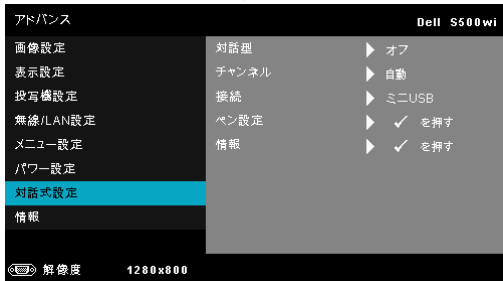 アドバンス Dell S500wi
画像設定
表示設定
投写機設定
無線/LAN設定
メニュー設定
パワー設定
対話式設定
情報
対話型 オフ
チャンネル 自動
接続 ミニUSB
ペン設定 を押す
情報 を押す
解像度 1280x800